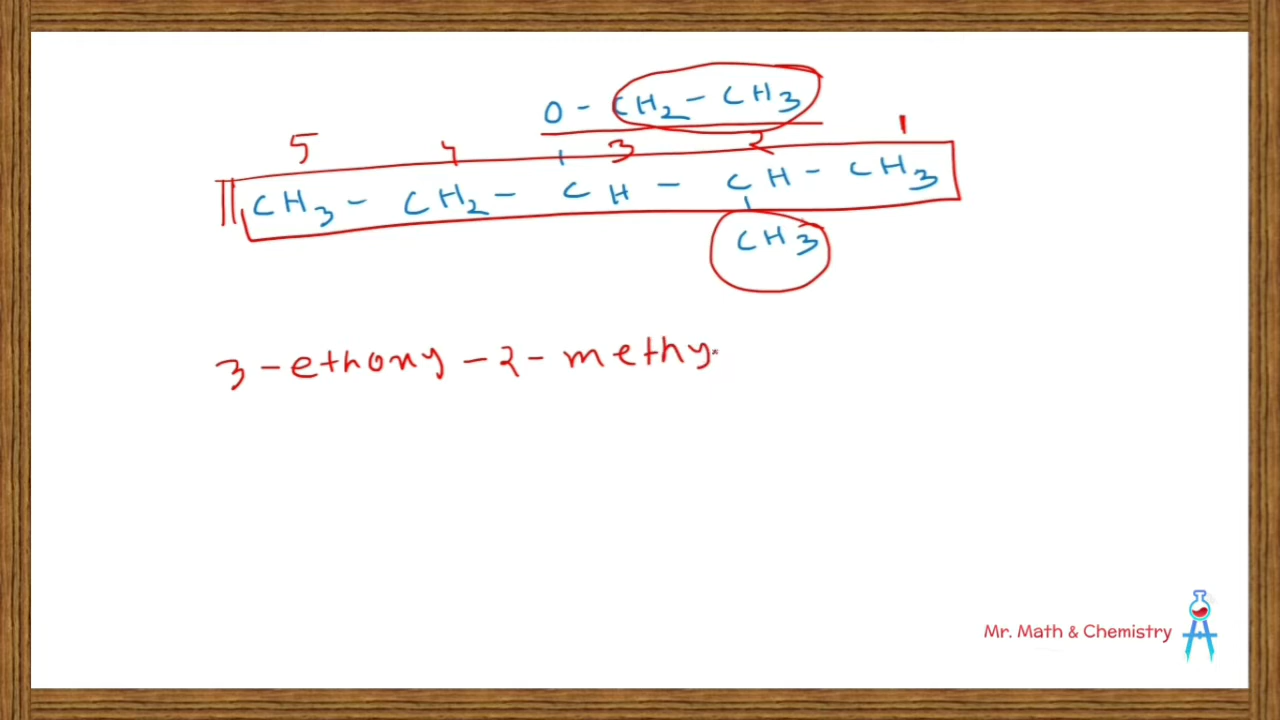 O - CH2 - CH3
5 4 3 2 1
CH3 - CH2 - CH - CH - CH3
CH3
3 - ethoxy - 2 - methy
Mr. Math & Chemistry